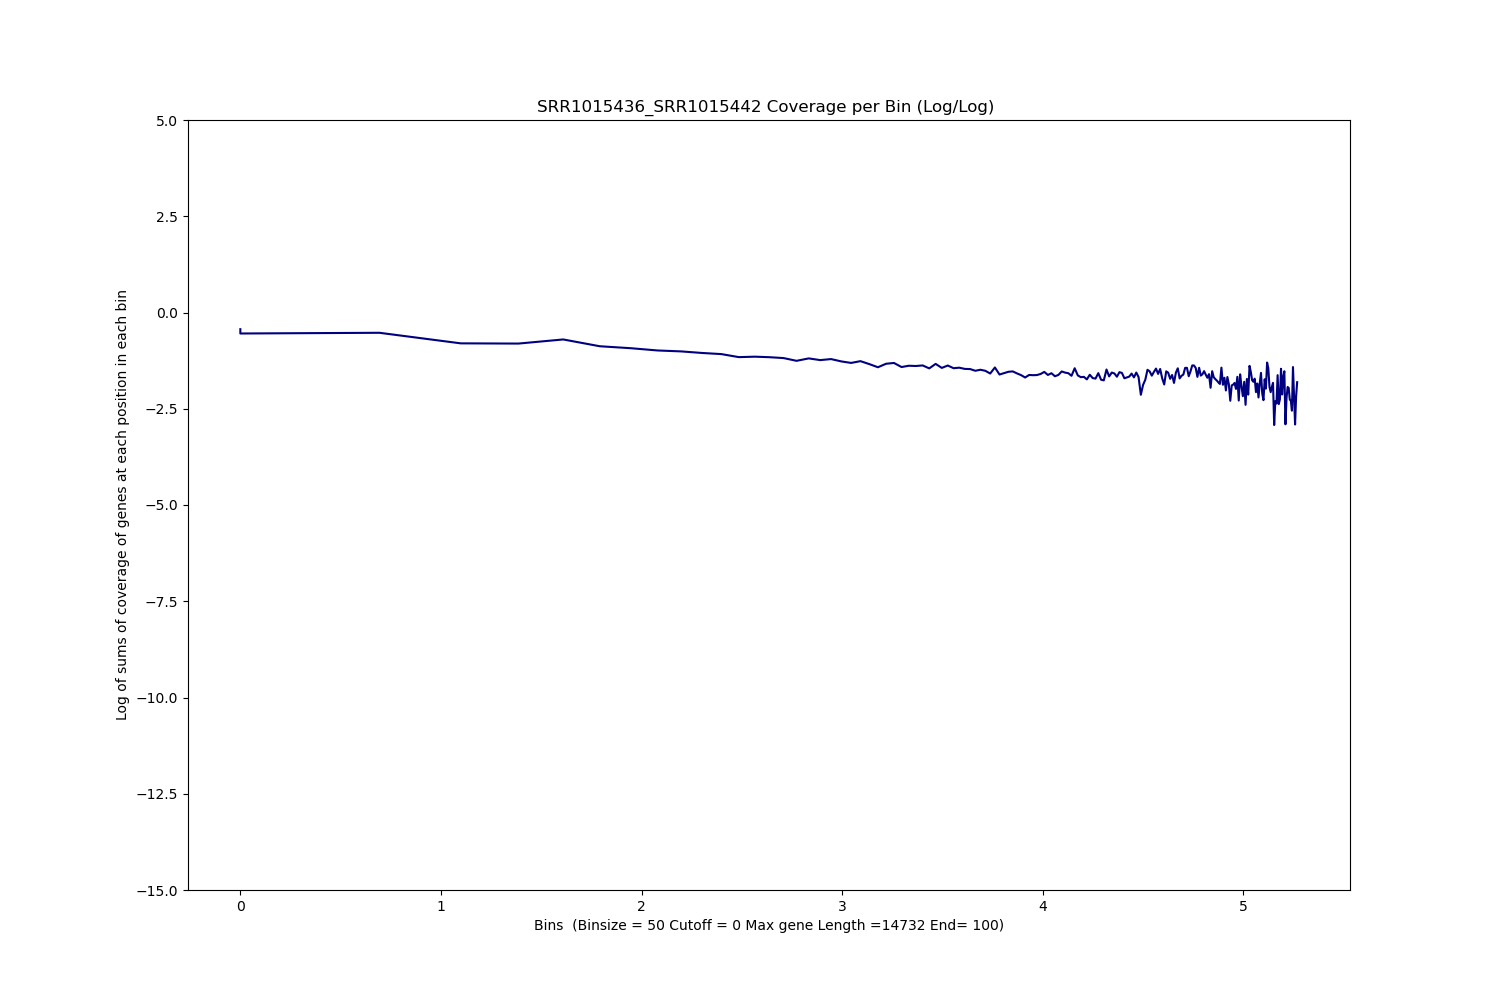 SRR1015436_SRR1015442 Coverage per Bin (Log/Log)
Log of sums of coverage of genes at each position in each bin
5.0
2.5
0.0
−2.5
−5.0
−7.5
−10.0
−12.5
−15.0
0 1 2 3 4 5
Bins  (Binsize = 50 Cutoff = 0 Max gene Length =14732 End= 100)